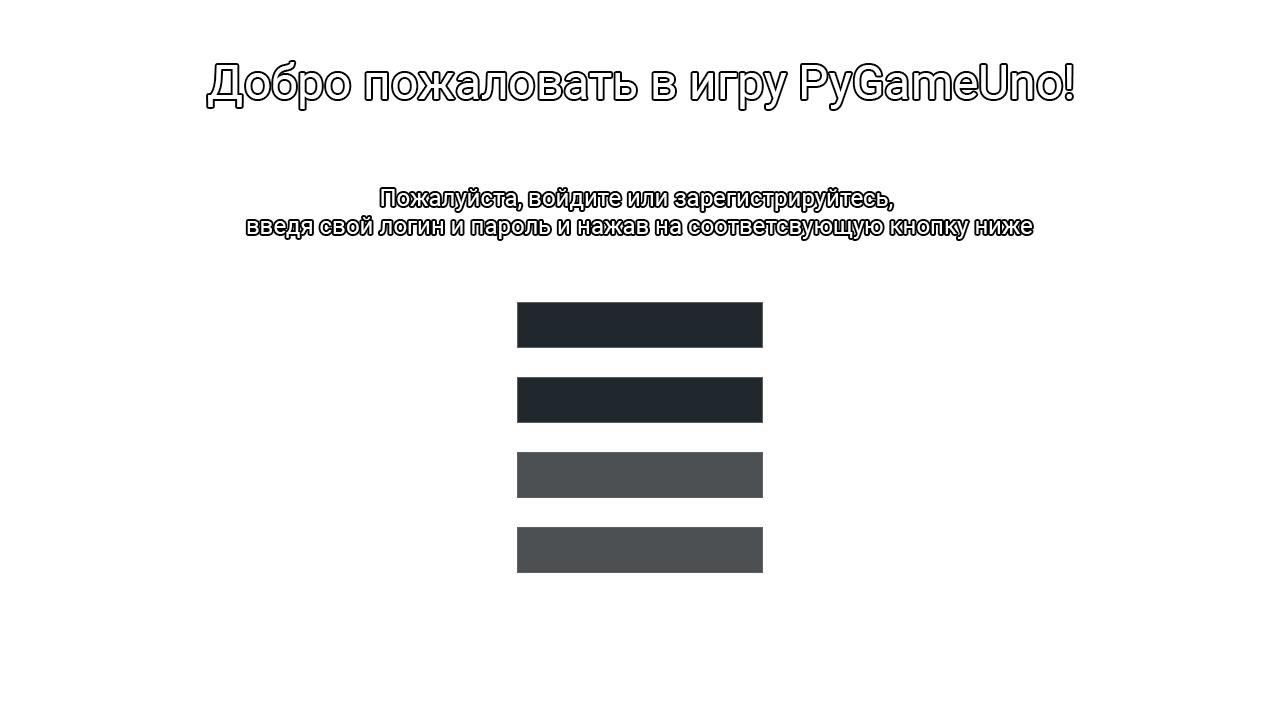 Добро пожаловать в игру PyGameUno!
Пожалуйста, войдите или зарегистрируйтесь,
введя свой логин и пароль и нажав на соответсвующую кнопку ниже